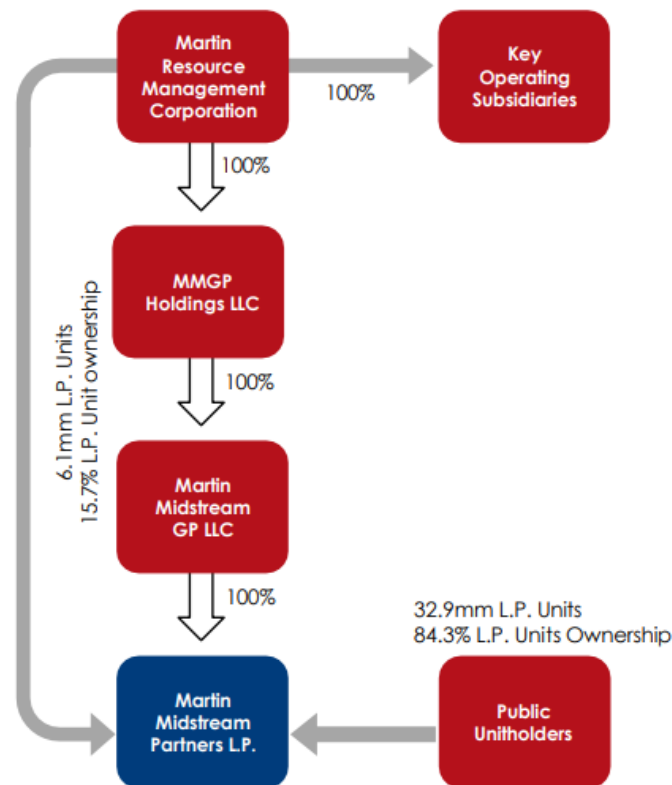 Martin
Resource
Management
Corporation
100%
Key
Operating
Subsidiaries
100%
MMGP
Holdings LLC
100%
6.1mm L.P. Units
15.7% L.P. Unit ownership
Martin
Midstream
GP LLC
100%
32.9mm L.P. Units
84.3% L.P. Units Ownership
Martin
Midstream
Partners L.P.
Public
Unitholders